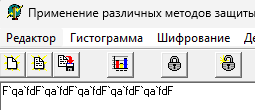 Применение различных методов защиты
Редактор Гистограмма Шифрование Де
F`qa`fdF`qa`fdF`qa`fdF`qa`fdF`qa`fdF